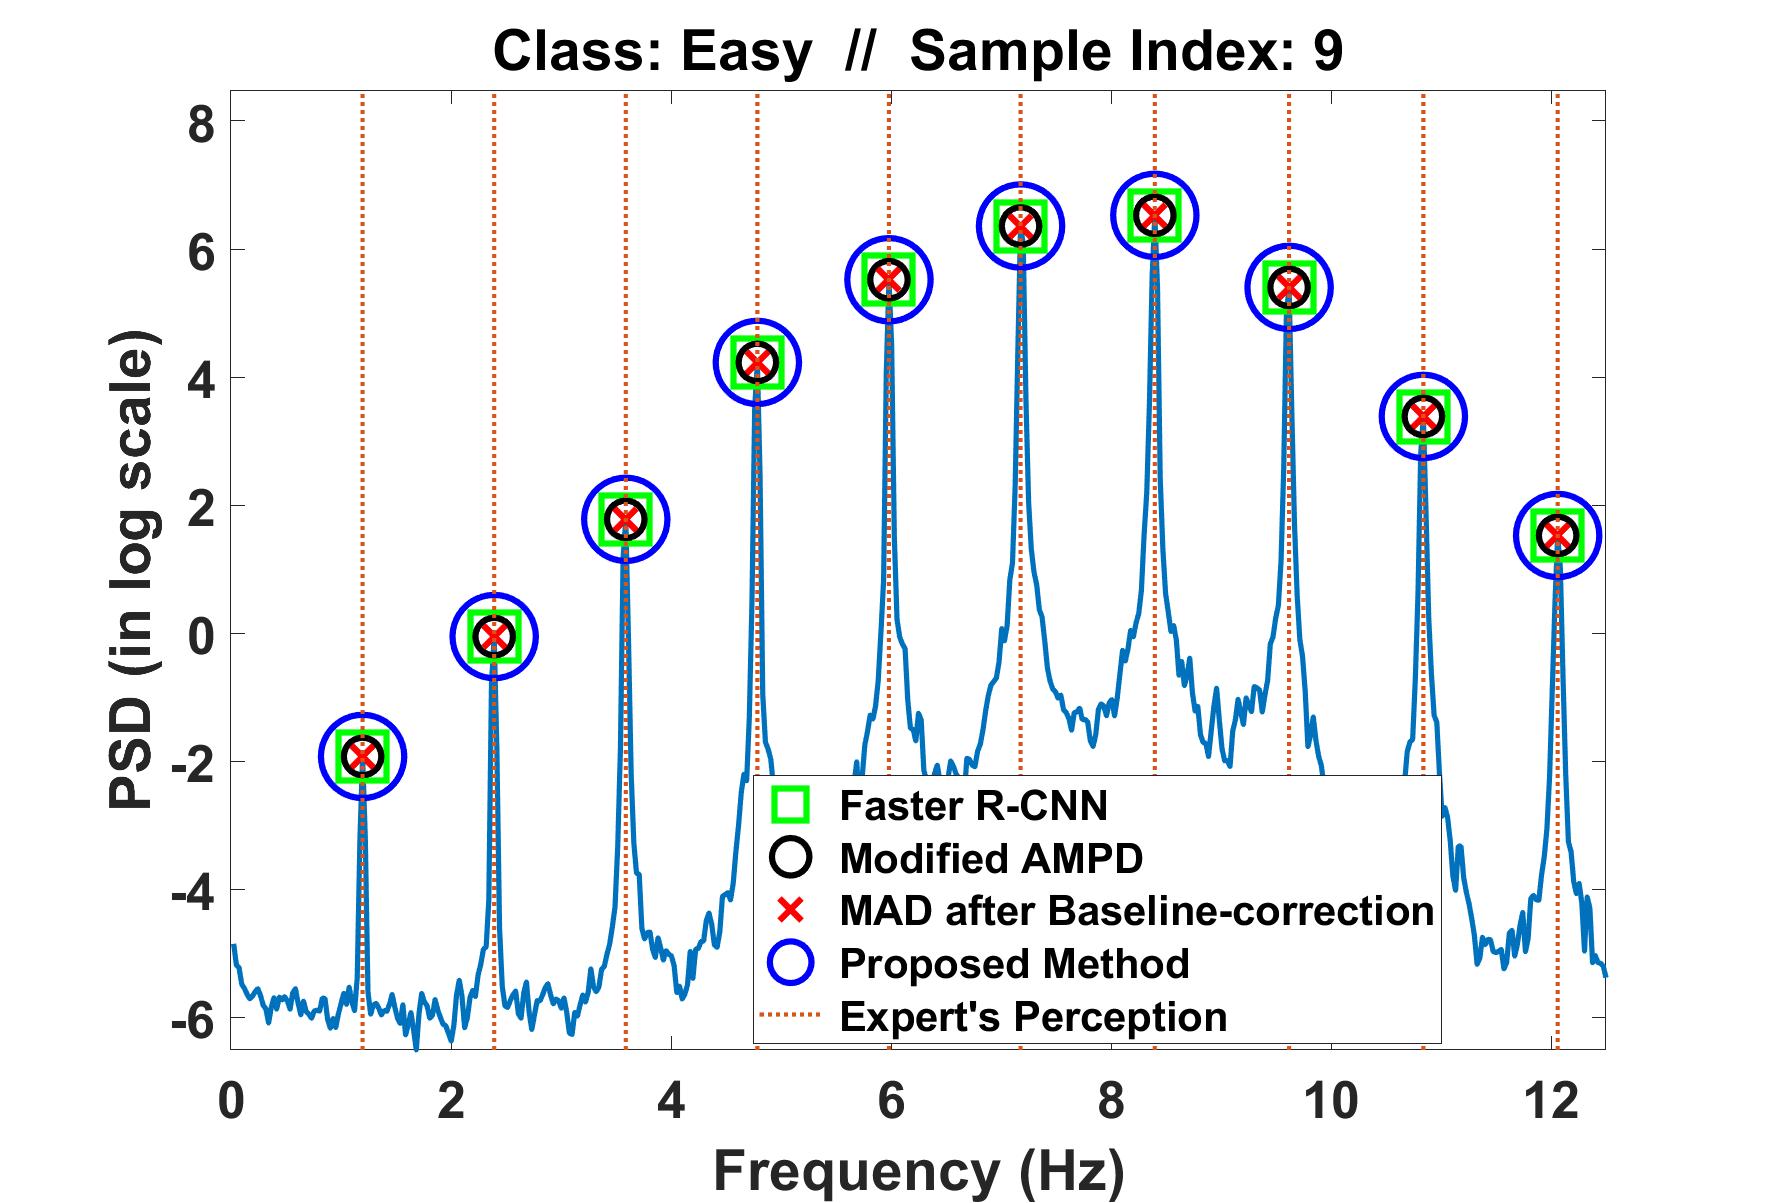 Class: Easy // Sample Index: 9
8
6
4
2
0
-2
-4
-6
PSD (in log scale)
Faster R-CNN
Modified AMPD
MAD after Baseline-correction
Proposed Method
Expert's Perception
0 2 4 6 8 10 12
Frequency (Hz)